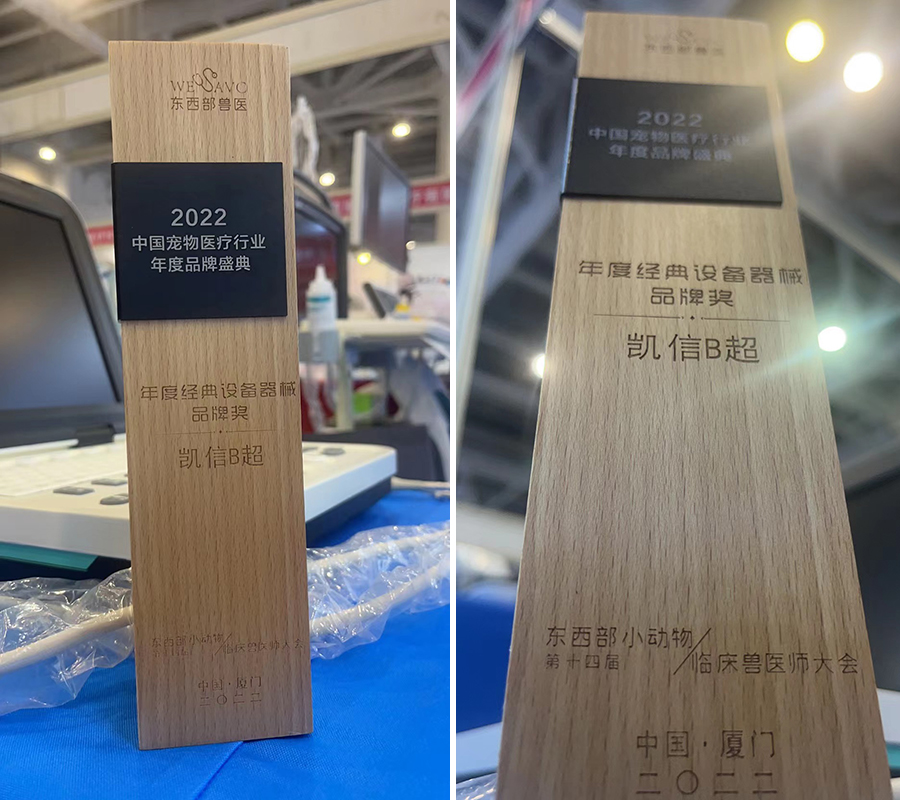 WESAVC
东西部兽医
2022
中国宠物医疗行业
年度品牌盛典
年度经典设备器械
品牌奖
凯信B超
东西部小动物/临床兽医师大会
中国·厦门
二〇二二
东西部兽医
2022
中国宠物医疗行业
年度品牌盛典
年度经典设备器械
品牌奖
凯信B超
东西部小动物
第十四届
/临床兽医师大会
中国·厦门
二〇二二